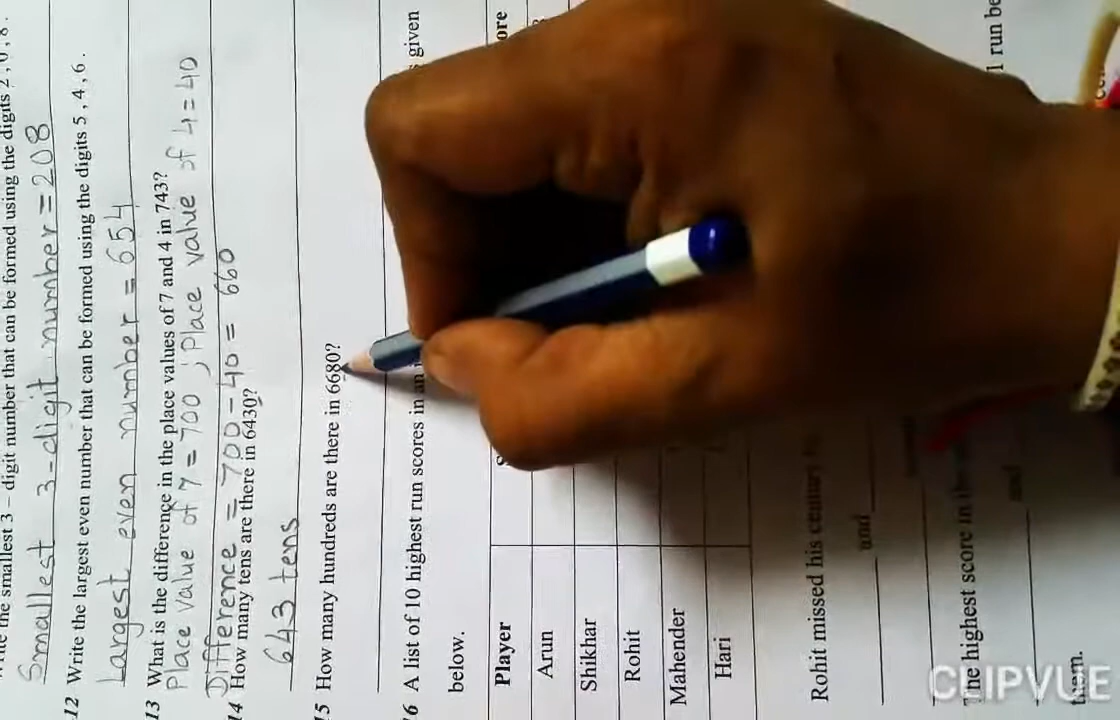 the smallest 3 – digit number that can be formed using the digits 2 , 0 , 8 .
Smallest 3-digit number = 208
12 Write the largest even number that can be formed using the digits 5 , 4 , 6 .
Largest even number = 654
13 What is the difference in the place values of 7 and 4 in 743?
Place value of 7 = 700 ; Place value of 4 = 40
Difference = 700 - 40 = 660
14 How many tens are there in 6430?
643 tens
15 How many hundreds are there in 6680?
16 A list of 10 highest run scores in an given
below.
Player
Arun
Shikhar
Rohit
Mahender
Hari
Rohit missed his century
and
The highest score in
and
run be
them.
CLIPVUE